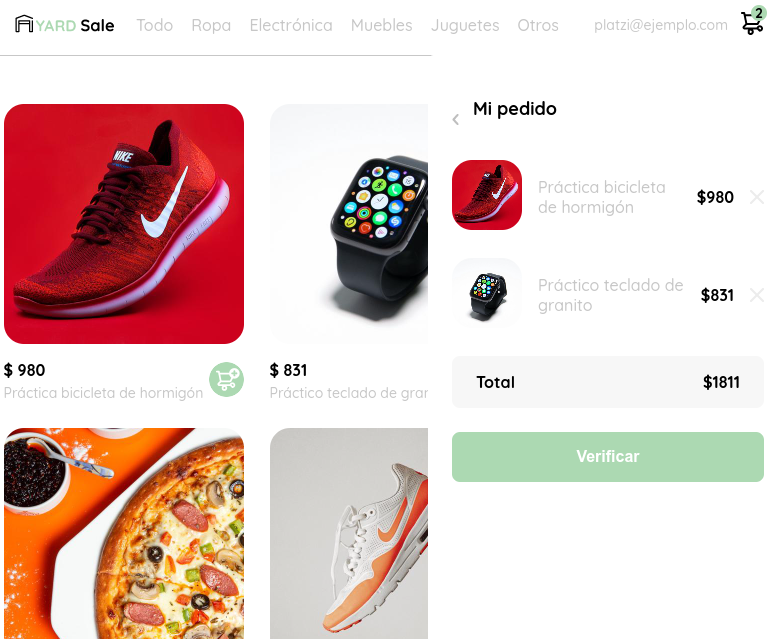 YARD Sale Todo Ropa Electrónica Muebles Juguetes Otros platzi@ejemplo.com 2
Mi pedido
NIKE
Práctica bicicleta
de hormigón
$980
Práctico teclado de
granito
$831
$ 980
Práctica bicicleta de hormigón
$ 831
Práctico teclado de gran
Total $1811
Verificar